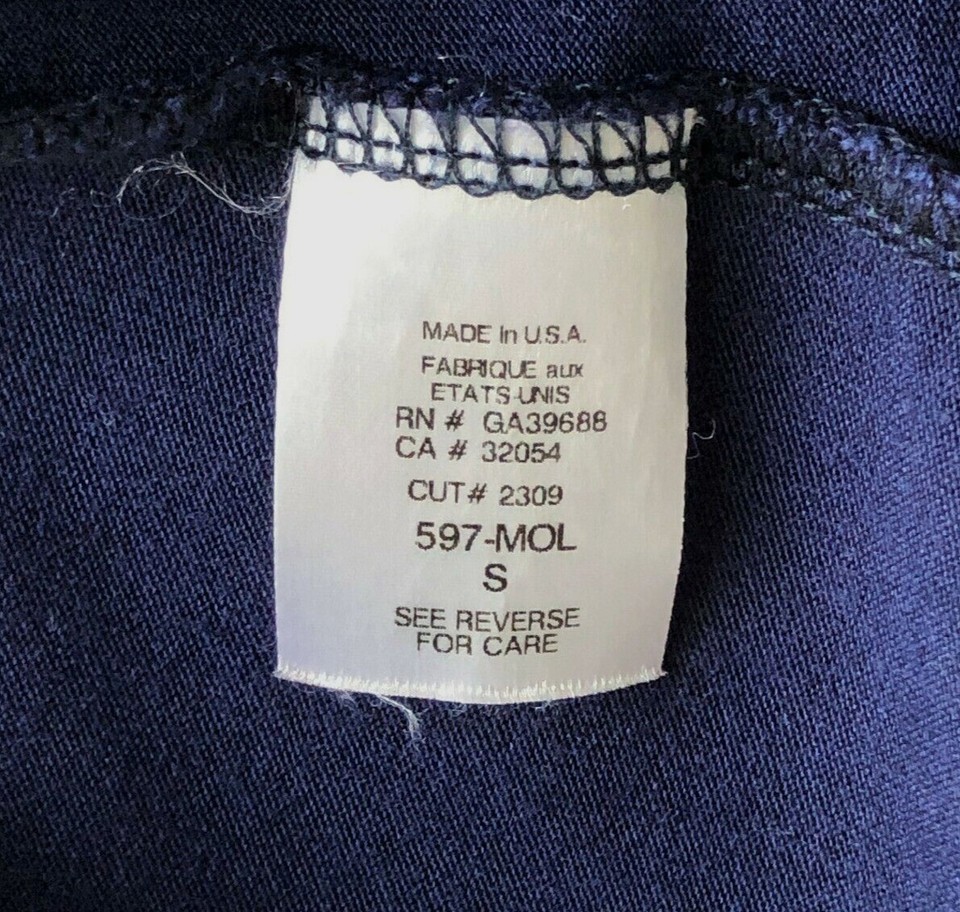 MADE In U.S.A.
FABRIQUE aux
ETATS-UNIS
RN # GA39688
CA # 32054
CUT# 2309
597-MOL
S
SEE REVERSE
FOR CARE